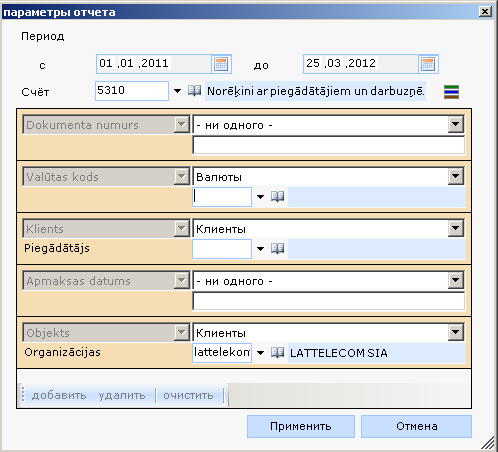 параметры отчета
Период
с 01 ,01 ,2011 до 25 ,03 ,2012
Счёт 5310 Norēķini ar piegādātājiem un darbuzņē.
Dokumenta numurs - ни одного -
Valūtas kods Валюты
Klients Клиенты
Piegādātājs
Apmaksas datums - ни одного -
Objekts Клиенты
Organizācijas lattelekom LATTELECOM SIA
добавить удалить очистить
Применить Отмена